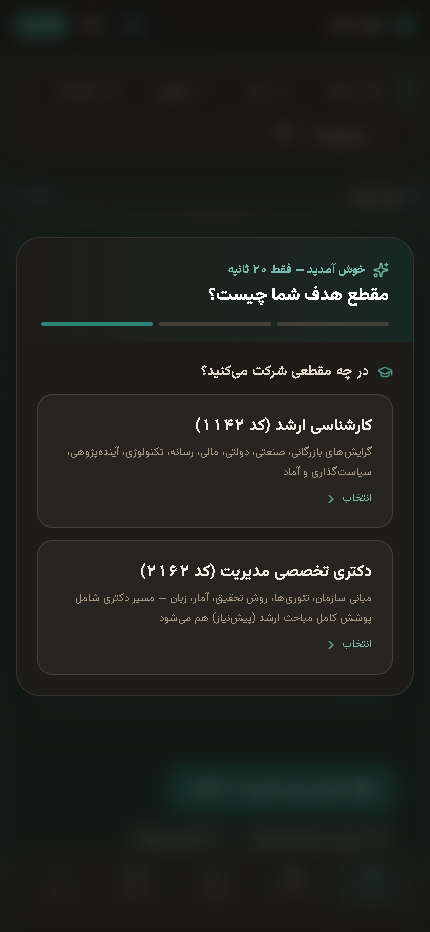 خوش آمدید — فقط ۲۰ ثانیه
مقطع هدف شما چیست؟
در چه مقطعی شرکت می‌کنید؟
کارشناسی ارشد (کد ۱۱۴۲)
گرایش‌های بازرگانی، صنعتی، دولتی، مالی، رسانه، تکنولوژی، آینده‌پژوهی،
سیاست‌گذاری و آماد
انتخاب
دکتری تخصصی مدیریت (کد ۲۱۶۲)
مبانی سازمان، تئوری‌ها، روش تحقیق، آمار، زبان — مسیر دکتری شامل
پوشش کامل مباحث ارشد (پیش‌نیاز) هم می‌شود
انتخاب